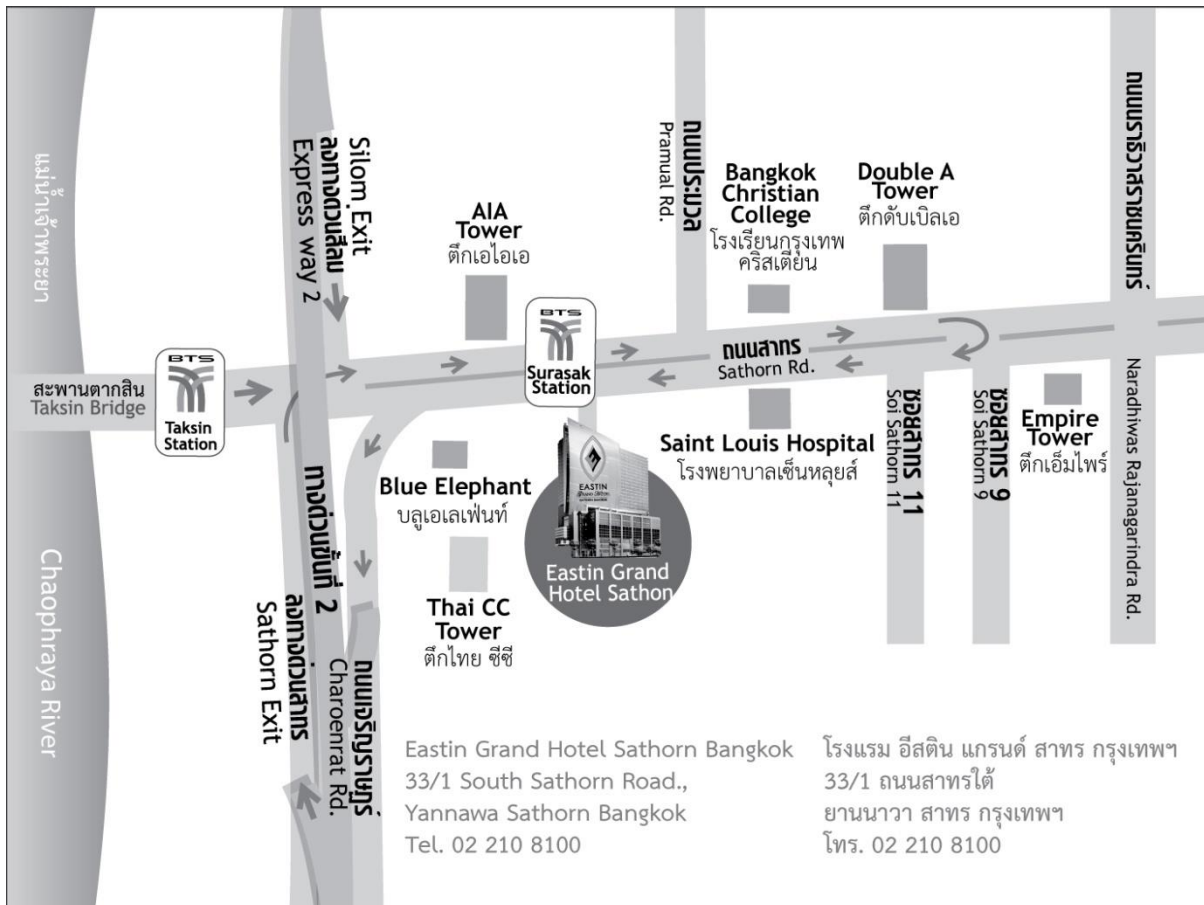 แม่น้ำเจ้าพระยา
Chaophraya River
สะพานตากสิน
Taksin Bridge
BTS
Taksin
Station
Silom Exit
ลงทางด่วนสีลม
Express way 2
ทางด่วนขั้นที่ 2
ลงทางด่วนสาทร
Sathorn Exit
ถนนเจริญราษฎร์
Charoenrat Rd.
AIA
Tower
ตึกเอไอเอ
BTS
Surasak
Station
Blue Elephant
บลูเอเลเฟ่นท์
Thai CC
Tower
ตึกไทย ซีซี
EASTIN
Eastin Grand
Hotel Sathon
ถนนประมวล
Pramual Rd.
Bangkok
Christian
College
โรงเรียนกรุงเทพ
คริสเตียน
Double A
Tower
ตึกดับเบิลเอ
ถนนสาทร
Sathorn Rd.
Saint Louis Hospital
โรงพยาบาลเซ็นหลุยส์
ซอยสาทร 11
Soi Sathorn 11
ซอยสาทร 9
Soi Sathorn 9
Empire
Tower
ตึกเอ็มไพร์
ถนนนราธิวาสราชนครินทร์
Naradhiwas Rajanagarindra Rd.
Eastin Grand Hotel Sathorn Bangkok
33/1 South Sathorn Road.,
Yannawa Sathorn Bangkok
Tel. 02 210 8100
โรงแรม อีสติน แกรนด์ สาทร กรุงเทพฯ
33/1 ถนนสาทรใต้
ยานนาวา สาทร กรุงเทพฯ
โทร. 02 210 8100